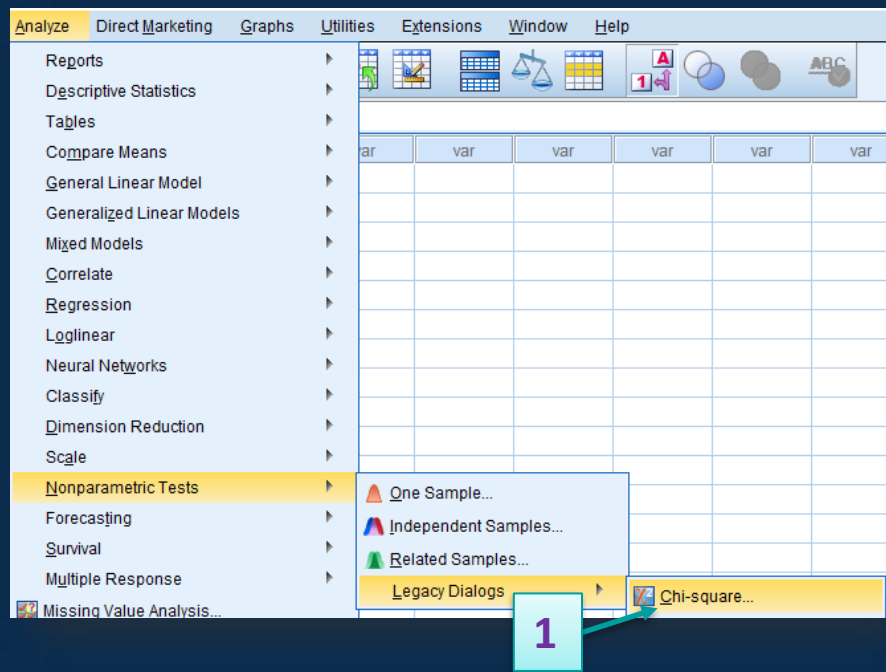 Analyze Direct Marketing Graphs Utilities Extensions Window Help
Reports
Descriptive Statistics
Tables
Compare Means
General Linear Model
Generalized Linear Models
Mixed Models
Correlate
Regression
Loglinear
Neural Networks
Classify
Dimension Reduction
Scale
Nonparametric Tests
Forecasting
Survival
Multiple Response
Missing Value Analysis...
A
1
ABC
var var var var var var
One Sample...
Independent Samples...
Related Samples...
Legacy Dialogs
Chi-square...
1